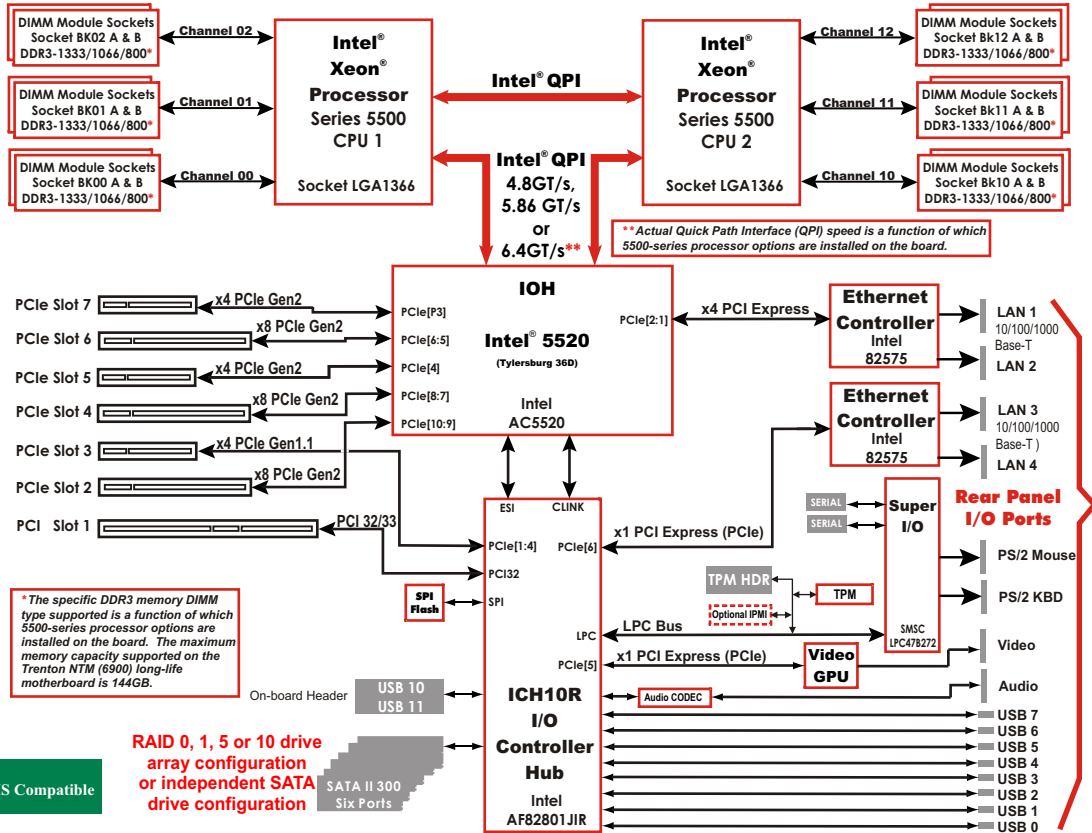 DIMM Module Sockets
Socket BK02 A & B
DDR3-1333/1066/800*
Channel 02
DIMM Module Sockets
Socket BK01 A & B
DDR3-1333/1066/800*
Channel 01
DIMM Module Sockets
Socket BK00 A & B
DDR3-1333/1066/800*
Channel 00
Intel®
Xeon®
Processor
Series 5500
CPU 1
Socket LGA1366
Intel® QPI
Intel® QPI
4.8GT/s,
5.86 GT/s
or
6.4GT/s**
Intel®
Xeon®
Processor
Series 5500
CPU 2
Socket LGA1366
Channel 12
DIMM Module Sockets
Socket Bk12 A & B
DDR3-1333/1066/800*
Channel 11
DIMM Module Sockets
Socket Bk11 A & B
DDR3-1333/1066/800*
Channel 10
DIMM Module Sockets
Socket Bk10 A & B
DDR3-1333/1066/800*
**Actual Quick Path Interface (QPI) speed is a function of which
5500-series processor options are installed on the board.
PCIe Slot 7
x4 PCIe Gen2
PCIe Slot 6
x8 PCIe Gen2
PCIe Slot 5
x4 PCIe Gen2
PCIe Slot 4
x8 PCIe Gen2
PCIe Slot 3
x4 PCIe Gen1.1
PCIe Slot 2
x8 PCIe Gen2
PCI Slot 1
PCI 32/33
IOH
PCIe[P3]
PCIe[2:1]
PCIe[6:5]
Intel® 5520
(Tylersburg 36D)
PCIe[4]
PCIe[8:7]
Intel
AC5520
PCIe[10:9]
x4 PCI Express
Ethernet
Controller
Intel
82575
LAN 1
10/100/1000
Base-T
LAN 2
Ethernet
Controller
Intel
82575
LAN 3
10/100/1000
Base-T )
LAN 4
Rear Panel
I/O Ports
ESI
CLINK
PCIe[1:4]
PCIe[6]
PCI32
SPI
LPC
PCIe[5]
ICH10R
I/O
Controller
Hub
Intel
AF82801JIR
x1 PCI Express (PCIe)
SERIAL
SERIAL
Super
I/O
SMSC
LPC47B272
PS/2 Mouse
PS/2 KBD
TPM HDR
TPM
Optional IPMI
LPC Bus
x1 PCI Express (PCIe)
Video
GPU
Video
Audio CODEC
Audio
USB 7
USB 6
USB 5
USB 4
USB 3
USB 2
USB 1
USB 0
SPI
Flash
*The specific DDR3 memory DIMM
type supported is a function of which
5500-series processor options are
installed on the board. The maximum
memory capacity supported on the
Trenton NTM (6900) long-life
motherboard is 144GB.
On-board Header
USB 10
USB 11
RAID 0, 1, 5 or 10 drive
array configuration
or independent SATA
drive configuration
SATA II 300
Six Ports
S Compatible